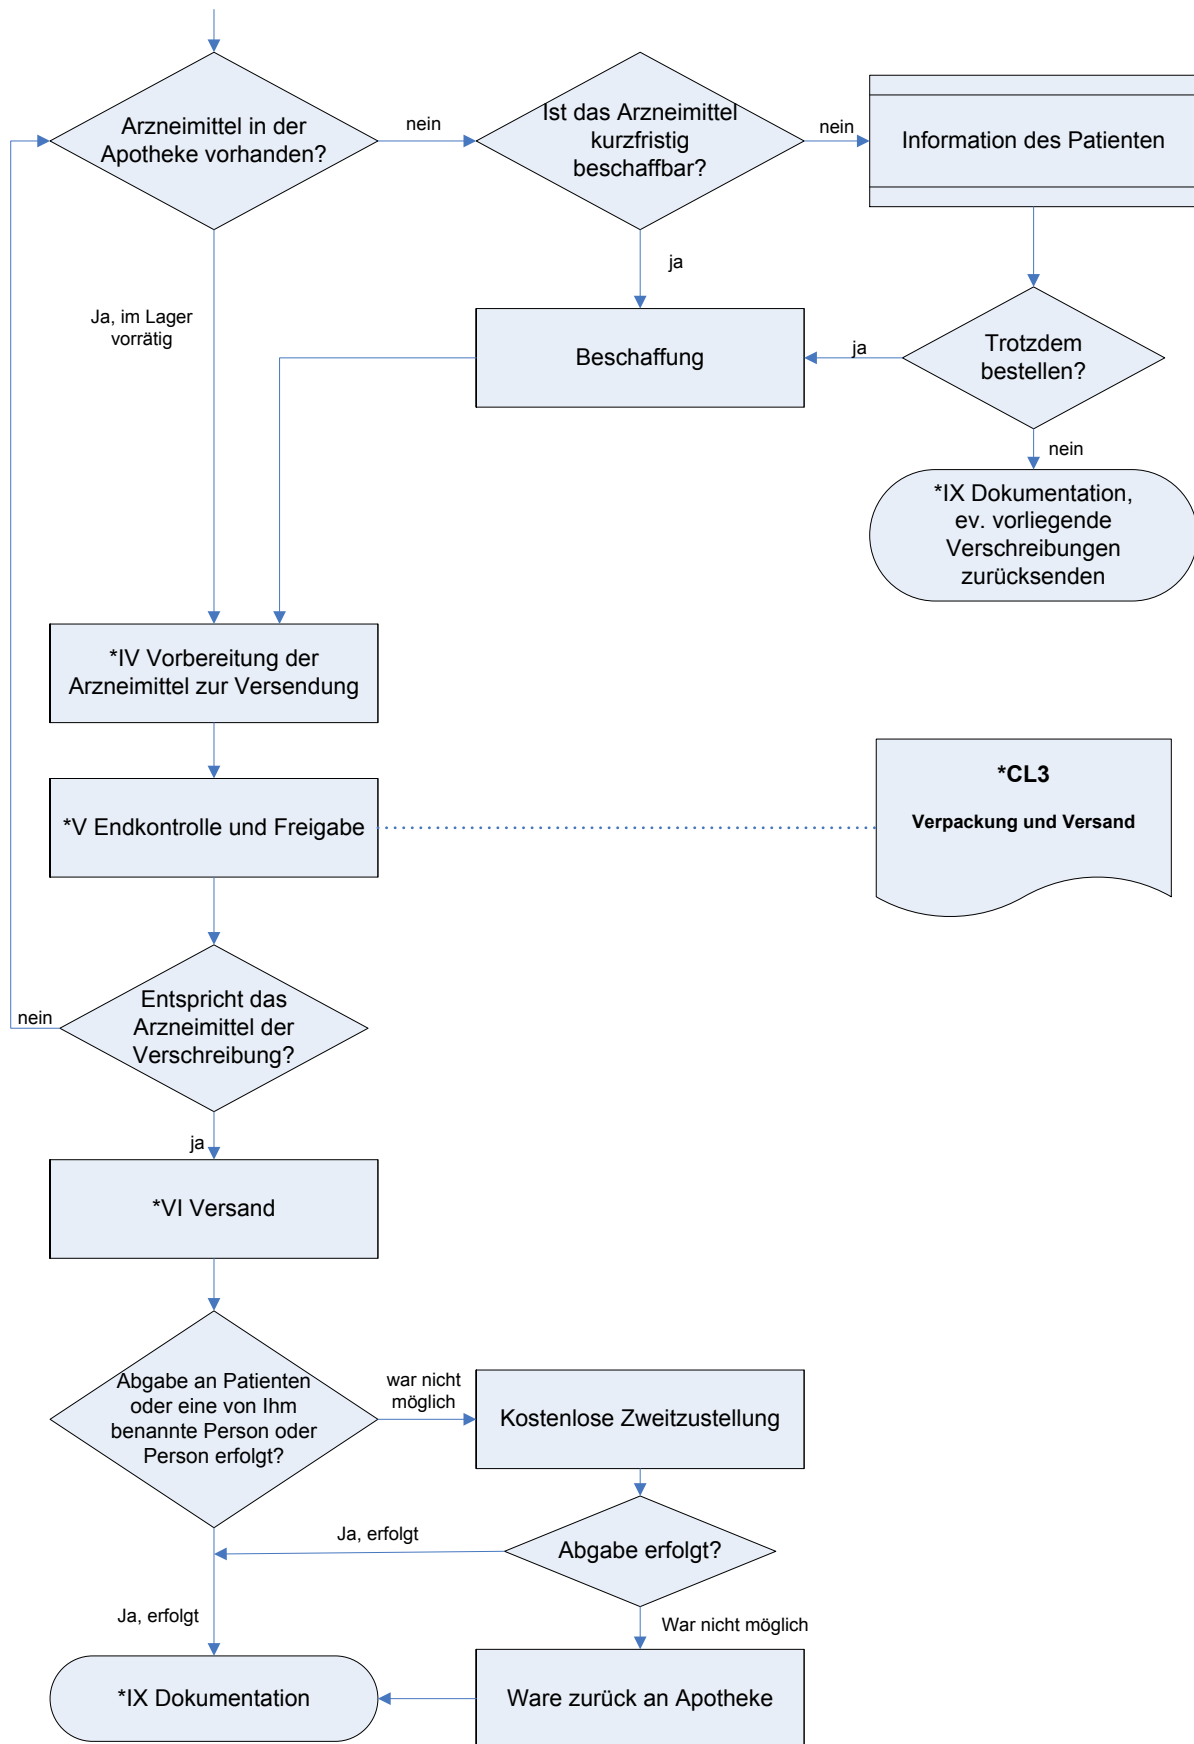 Arzneimittel in der
Apotheke vorhanden?
nein
Ist das Arzneimittel
kurzfristig
beschaffbar?
nein
Information des Patienten
ja
Ja, im Lager
vorrätig
Beschaffung
ja
Trotzdem
bestellen?
nein
*IX Dokumentation,
ev. vorliegende
Verschreibungen
zurücksenden
*IV Vorbereitung der
Arzneimittel zur Versendung
*V Endkontrolle und Freigabe
*CL3
Verpackung und Versand
Entspricht das
Arzneimittel der
Verschreibung?
nein
ja
*VI Versand
Abgabe an Patienten
oder eine von Ihm
benannte Person oder
Person erfolgt?
war nicht
möglich
Kostenlose Zweitzustellung
Ja, erfolgt
Abgabe erfolgt?
Ja, erfolgt
War nicht möglich
*IX Dokumentation
Ware zurück an Apotheke